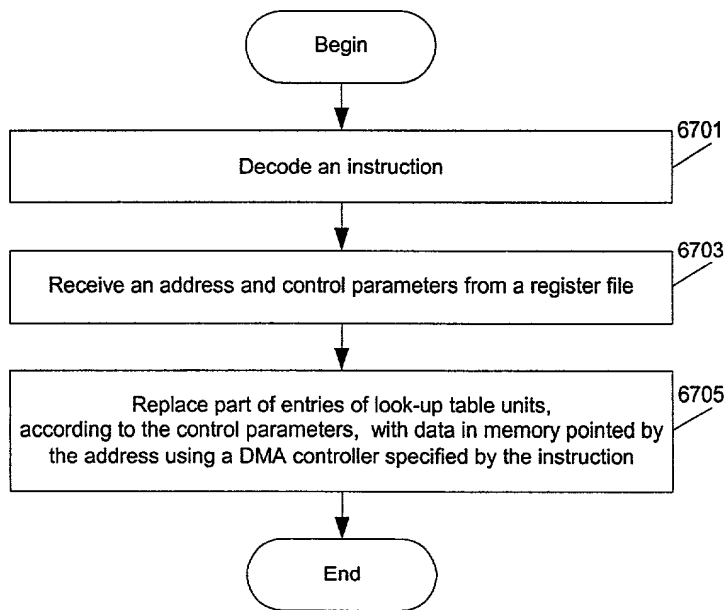 Begin
6701
Decode an instruction
6703
Receive an address and control parameters from a register file
6705
Replace part of entries of look-up table units,
according to the control parameters, with data in memory pointed by
the address using a DMA controller specified by the instruction
End